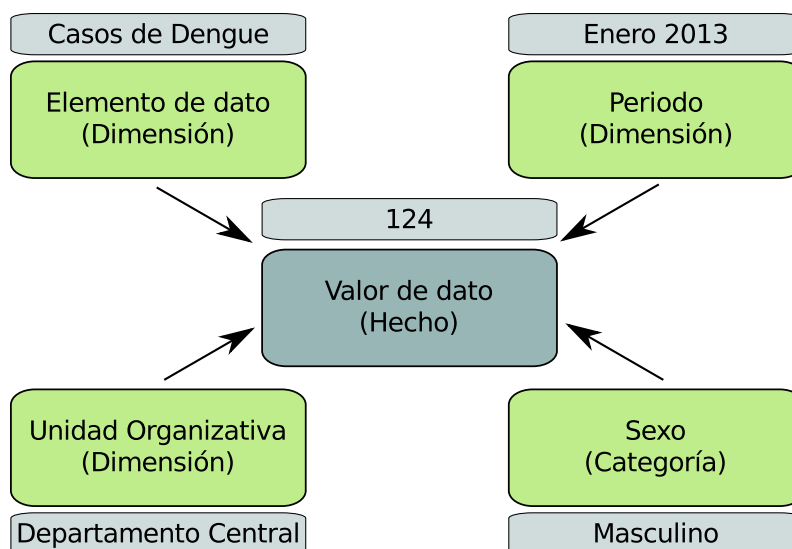 Casos de Dengue
Enero 2013
Elemento de dato
(Dimensión)
Periodo
(Dimensión)
124
Valor de dato
(Hecho)
Unidad Organizativa
(Dimensión)
Sexo
(Categoría)
Departamento Central
Masculino